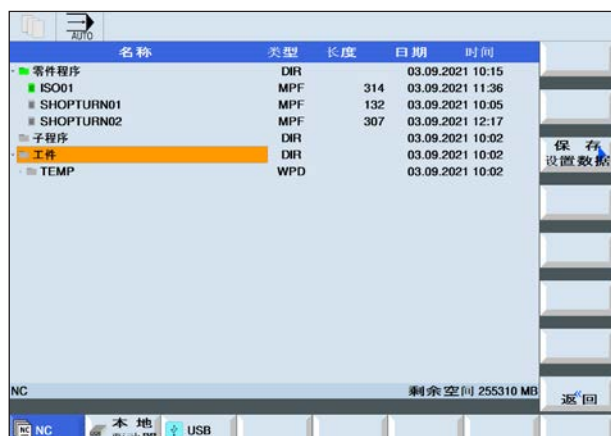 AUTO
名称 类型 长度 日期 时间
零件程序 DIR 03.09.2021 10:15
ISO01 MPF 314 03.09.2021 11:36
SHOPTURN01 MPF 132 03.09.2021 10:05
SHOPTURN02 MPF 307 03.09.2021 12:17
子程序 DIR 03.09.2021 10:02
工件 DIR 03.09.2021 10:02
TEMP WPD 03.09.2021 10:02
保存
设置数据
NC 剩余空间 255310 MB
返回
NC NC 本地 USB